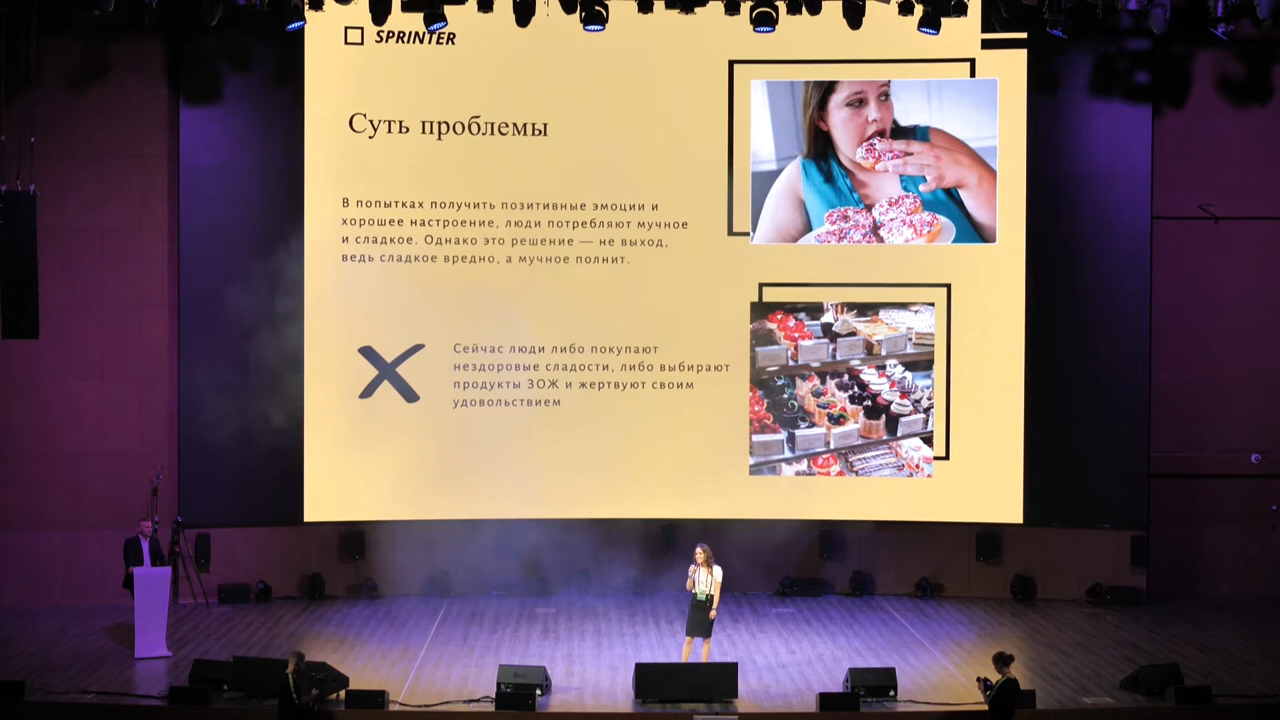 SPRINTER
Суть проблемы
В попытках получить позитивные эмоции и
хорошее настроение, люди потребляют мучное
и сладкое. Однако это решение — не выход,
ведь сладкое вредно, а мучное полнит.
Сейчас люди либо покупают
нездоровые сладости, либо выбирают
продукты ЗОЖ и жертвуют своим
удовольствием